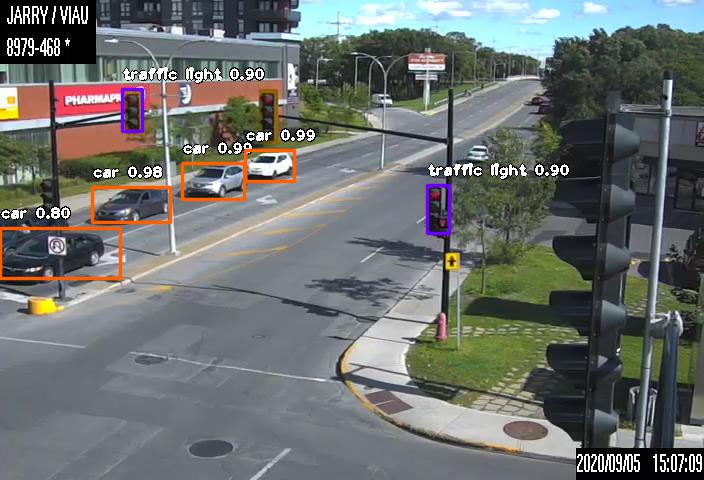 JARRY / VIAU
8979-468 *
traffic light 0.90
PHARMAPR
car 0.99
car 0.99
car 0.98
traffic light 0.90
car 0.80
2020/09/05 15:07:09